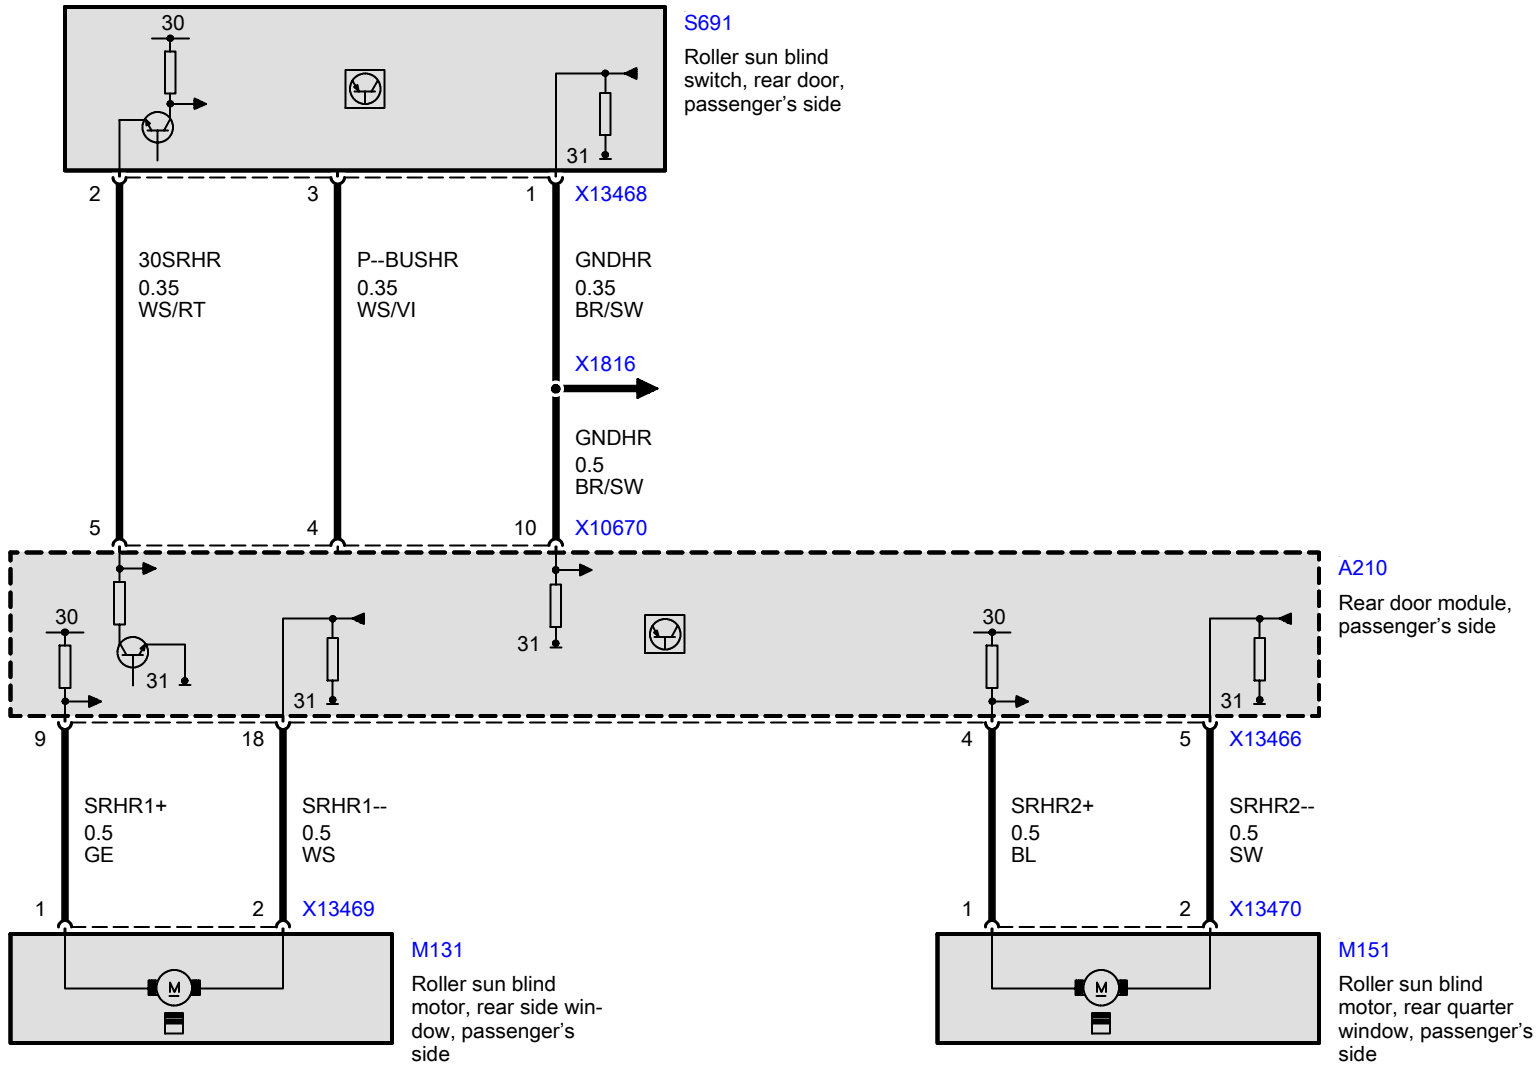 30
S691
Roller sun blind
switch, rear door,
passenger's side
31
2
3
1
X13468
30SRHR
0.35
WS/RT
P--BUSHR
0.35
WS/VI
GNDHR
0.35
BR/SW
X1816
GNDHR
0.5
BR/SW
5
4
10
X10670
A210
Rear door module,
passenger's side
30
31
31
31
30
31
9
18
4
5
X13466
SRHR1+
0.5
GE
SRHR1--
0.5
WS
SRHR2+
0.5
BL
SRHR2--
0.5
SW
1
2
X13469
1
2
X13470
M
M131
Roller sun blind
motor, rear side win-
dow, passenger's
side
M
M151
Roller sun blind
motor, rear quarter
window, passenger's
side